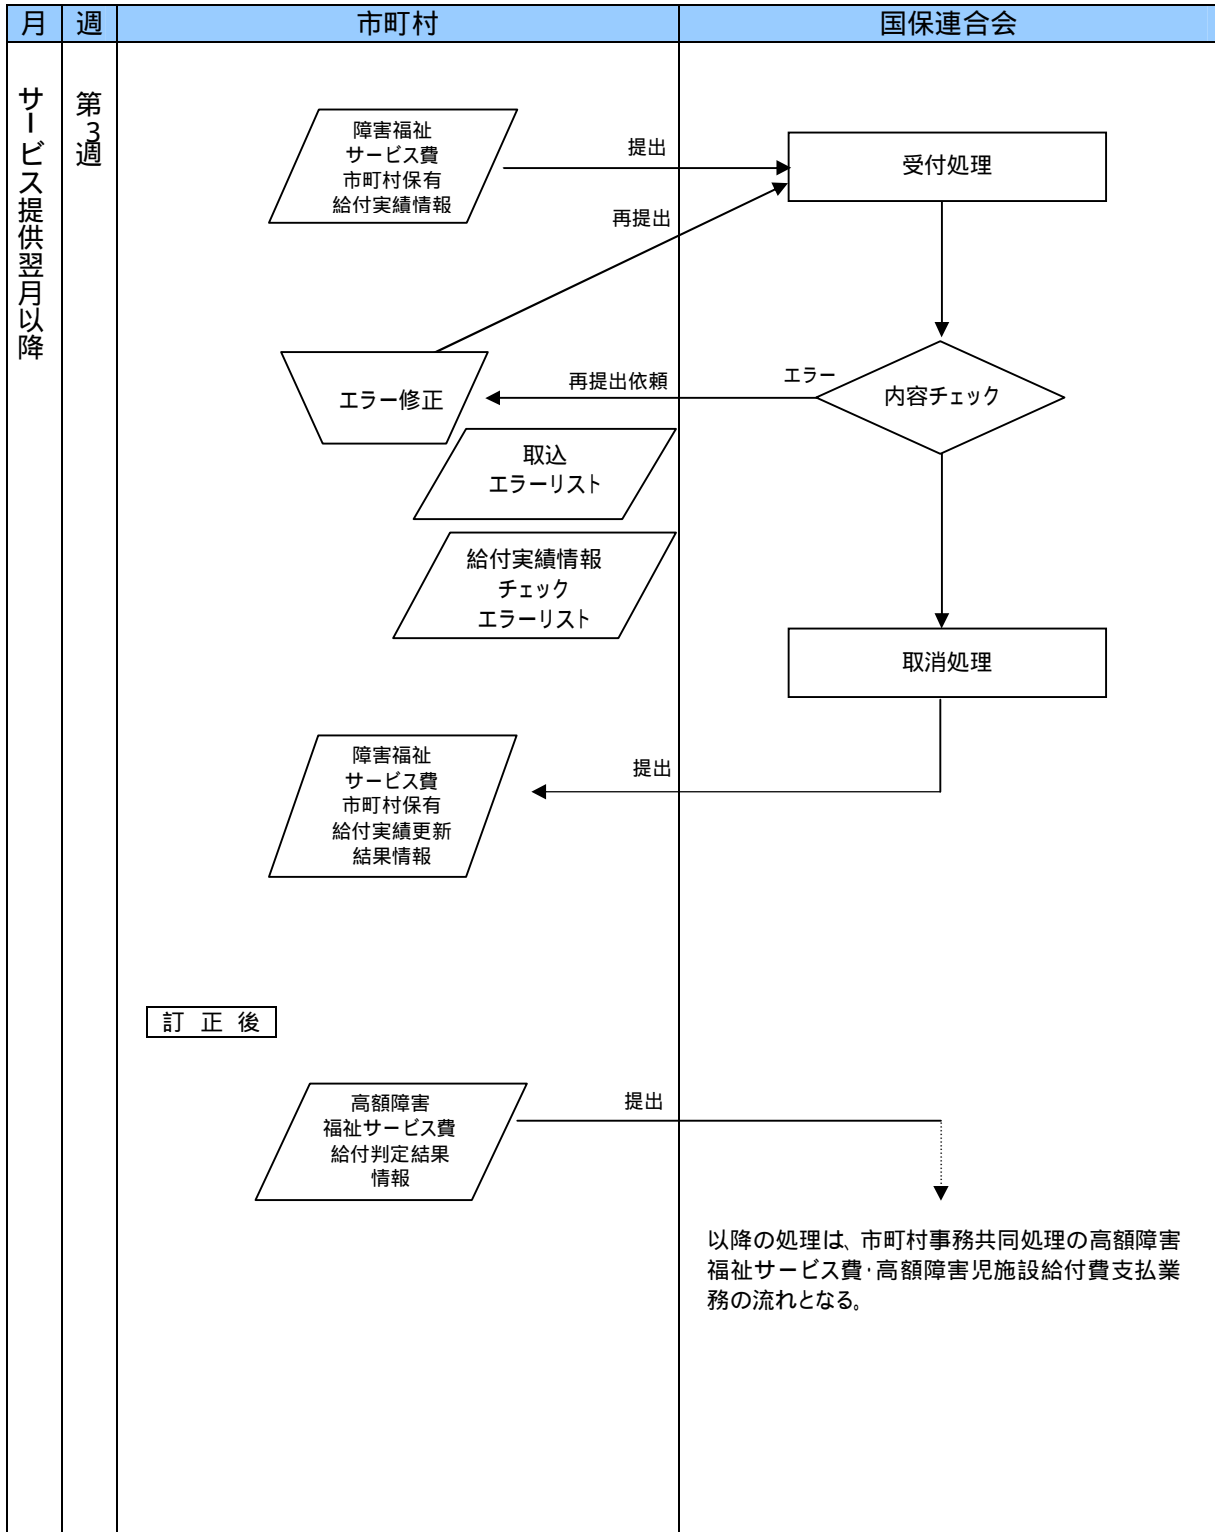 月
週
市町村
国保連合会
サービス提供翌月以降
第3週
障害福祉
サービス費
市町村保有
給付実績情報
提出
受付処理
再提出
エラー修正
再提出依頼
エラー
内容チェック
取込
エラーリスト
給付実績情報
チェック
エラーリスト
取消処理
障害福祉
サービス費
市町村保有
給付実績更新
結果情報
提出
訂正後
高額障害
福祉サービス費
給付判定結果
情報
提出
以降の処理は、市町村事務共同処理の高額障害
福祉サービス費・高額障害児施設給付費支払業
務の流れとなる。